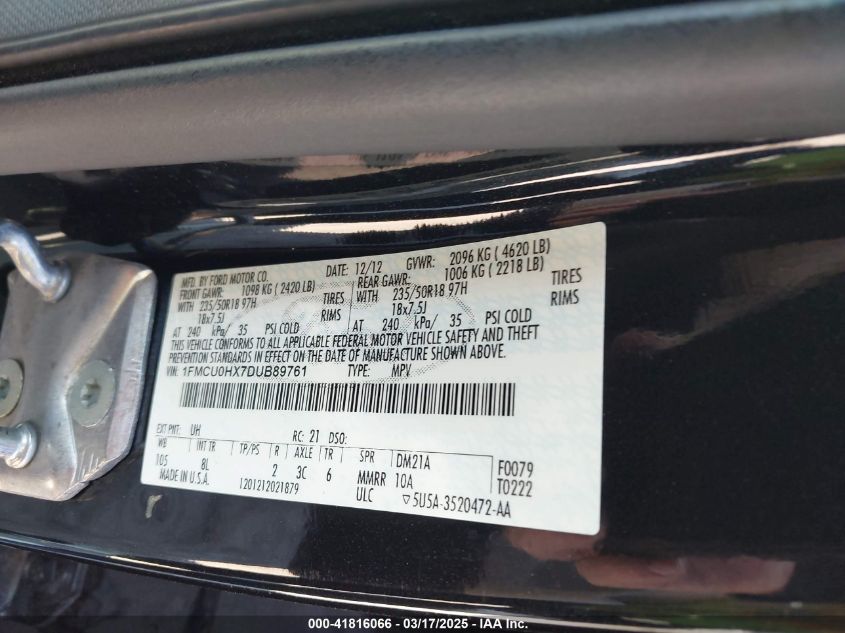 MFD. BY FORD MOTOR CO.
DATE: 12/12 GVWR: 2096 KG ( 4620 LB)
FRONT GAWR: 1098 KG ( 2420 LB) REAR GAWR: 1006 KG ( 2218 LB)
WITH 235/50R18 97H TIRES WITH 235/50R18 97H TIRES
18x7.5J RIMS 18x7.5J RIMS
AT 240 kPa/ 35 PSI COLD AT 240 kPa/ 35 PSI COLD
THIS VEHICLE CONFORMS TO ALL APPLICABLE FEDERAL MOTOR VEHICLE SAFETY AND THEFT
PREVENTION STANDARDS IN EFFECT ON THE DATE OF MANUFACTURE SHOWN ABOVE.
VIN: 1FMCU0HX7DUB89761 TYPE: MPV
EXT PNT: UH RC: 21 DSO:
WB INT TR TP/PS R AXLE TR SPR DM21A F0079
105 8L 2 3C 6 MMRR 10A T0222
MADE IN U.S.A. 1201212021879 ULC ▽5U5A-3520472-AA
000-41816066 — 03/17/2025 — IAA Inc.